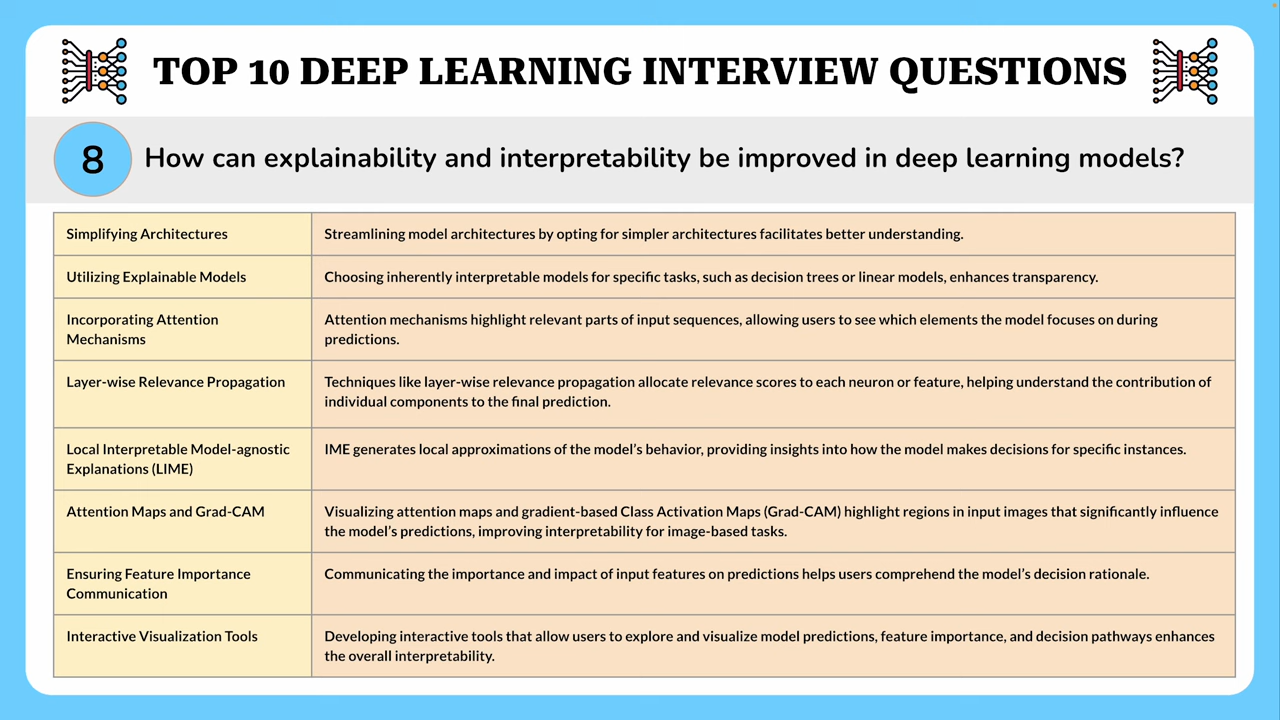 TOP 10 DEEP LEARNING INTERVIEW QUESTIONS
8
How can explainability and interpretability be improved in deep learning models?
Simplifying Architectures
Streamlining model architectures by opting for simpler architectures facilitates better understanding.
Utilizing Explainable Models
Choosing inherently interpretable models for specific tasks, such as decision trees or linear models, enhances transparency.
Incorporating Attention
Mechanisms
Attention mechanisms highlight relevant parts of input sequences, allowing users to see which elements the model focuses on during
predictions.
Layer-wise Relevance Propagation
Techniques like layer-wise relevance propagation allocate relevance scores to each neuron or feature, helping understand the contribution of
individual components to the final prediction.
Local Interpretable Model-agnostic
Explanations (LIME)
IME generates local approximations of the model's behavior, providing insights into how the model makes decisions for specific instances.
Attention Maps and Grad-CAM
Visualizing attention maps and gradient-based Class Activation Maps (Grad-CAM) highlight regions in input images that significantly influence
the model's predictions, improving interpretability for image-based tasks.
Ensuring Feature Importance
Communication
Communicating the importance and impact of input features on predictions helps users comprehend the model's decision rationale.
Interactive Visualization Tools
Developing interactive tools that allow users to explore and visualize model predictions, feature importance, and decision pathways enhances
the overall interpretability.